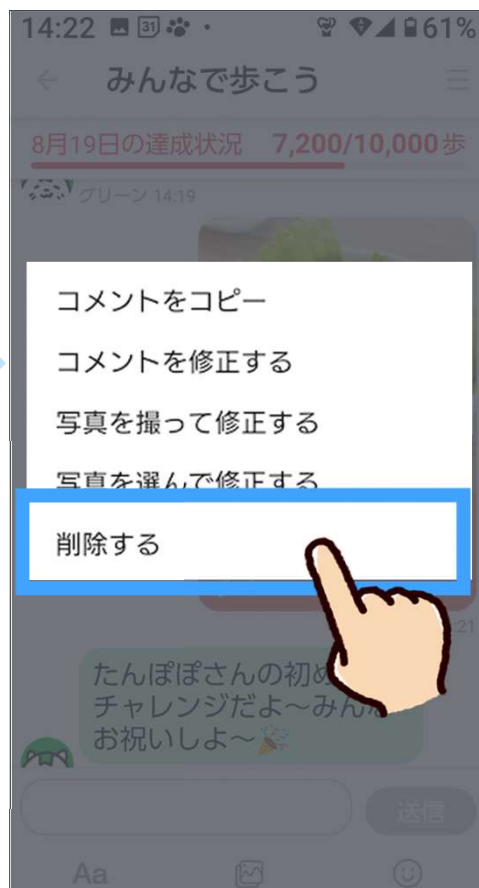 14:22 31 61%
みんなで歩こう
8月19日の達成状況 7,200/10,000歩
グリーン 14:19
コメントをコピー
コメントを修正する
写真を撮って修正する
写真を選んで修正する
削除する
:21
たんぽぽさんの初め
チャレンジだよ～みんな
お祝いしよ～🎉
送信
Aa